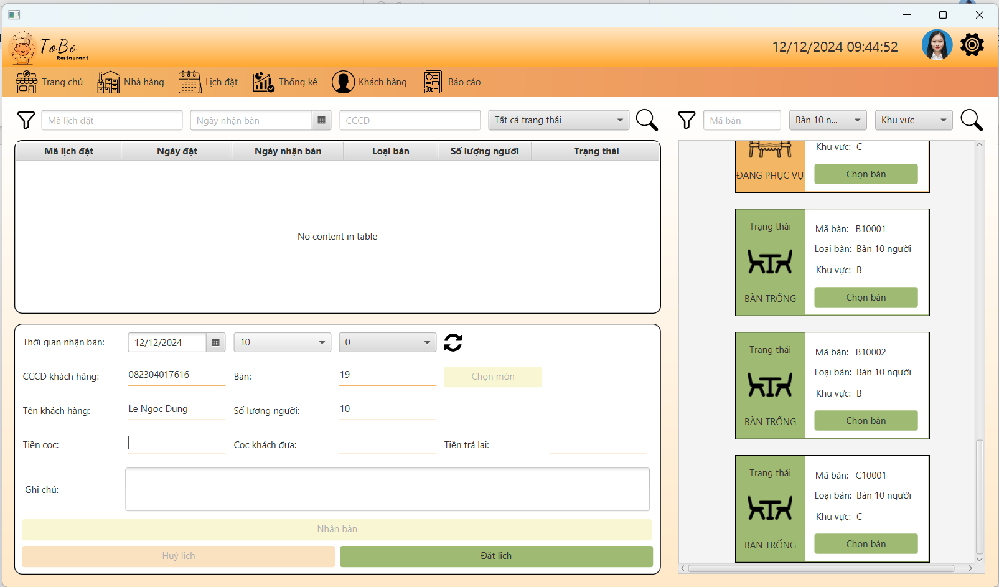 ToBo
Restaurant
12/12/2024 09:44:52
Trang chủ
Nhà hàng
Lịch đặt
Thống kê
Khách hàng
Báo cáo
Mã lịch đặt
Ngày nhận bàn
CCCD
Tất cả trạng thái
Mã bàn
Bàn 10 n...
Khu vực
Mã lịch đặt
Ngày đặt
Ngày nhận bàn
Loại bàn
Số lượng người
Trạng thái
No content in table
Thời gian nhận bàn:
12/12/2024
10
0
CCCD khách hàng:
082304017616
Bàn:
19
Chọn món
Tên khách hàng:
Le Ngoc Dung
Số lượng người:
10
Tiền cọc:
Cọc khách đưa:
Tiền trả lại:
Ghi chú:
Nhận bàn
Huỷ lịch
Đặt lịch
Khu vực: C
ĐANG PHỤC VỤ
Chọn bàn
Trạng thái
BÀN TRỐNG
Mã bàn: B10001
Loại bàn: Bàn 10 người
Khu vực: B
Chọn bàn
Trạng thái
BÀN TRỐNG
Mã bàn: B10002
Loại bàn: Bàn 10 người
Khu vực: B
Chọn bàn
Trạng thái
BÀN TRỐNG
Mã bàn: C10001
Loại bàn: Bàn 10 người
Khu vực: C
Chọn bàn